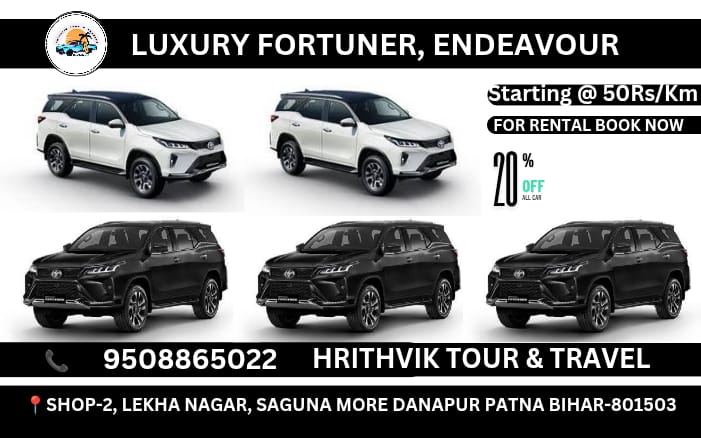 LUXURY FORTUNER, ENDEAVOUR
Starting @ 50Rs/Km
FOR RENTAL BOOK NOW
20% OFF
ALL CAR
9508865022 HRITHVIK TOUR & TRAVEL
SHOP-2, LEKHA NAGAR, SAGUNA MORE DANAPUR PATNA BIHAR-801503